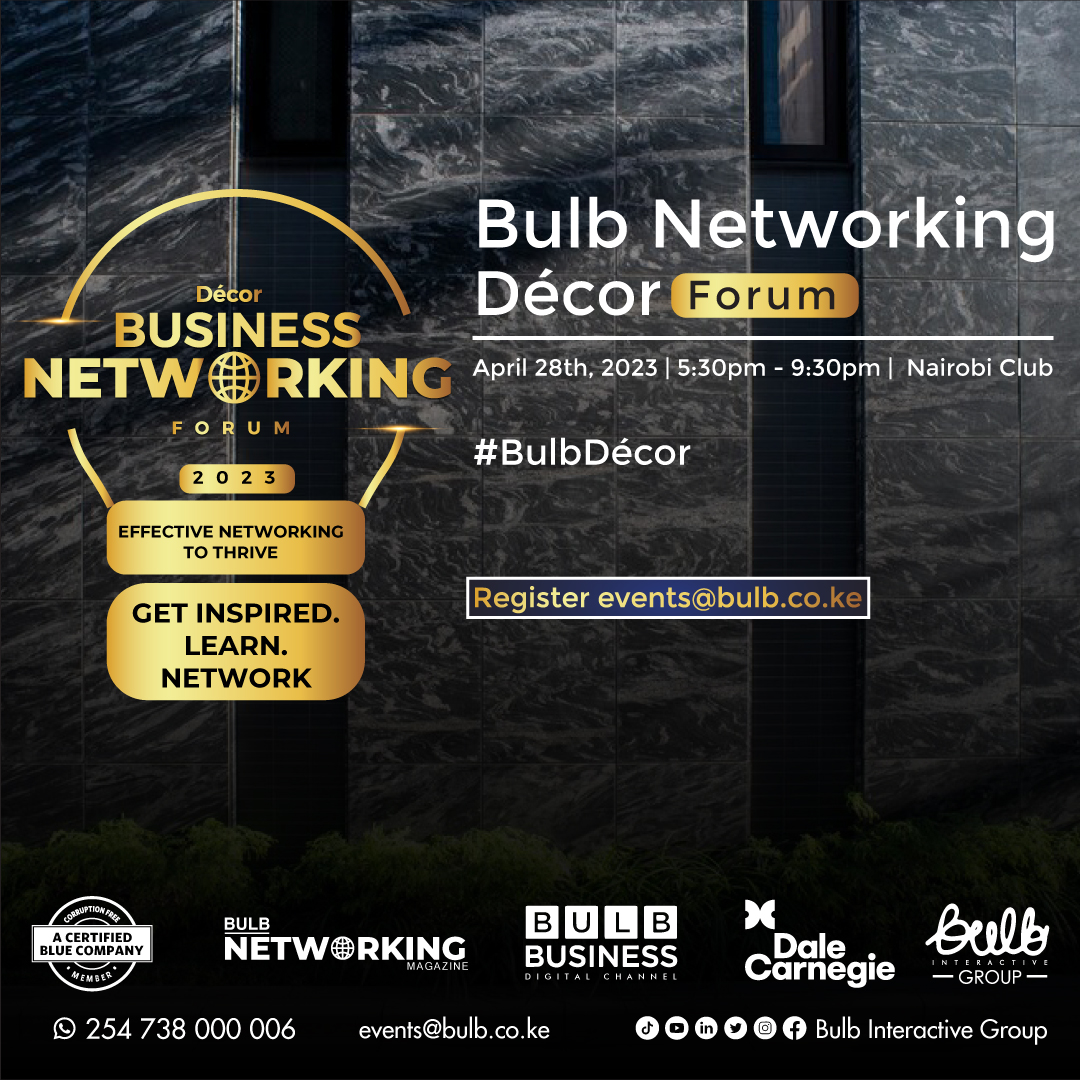 Bulb Networking
Décor Forum
April 28th, 2023 | 5:30pm - 9:30pm | Nairobi Club
#BulbDécor
Register events@bulb.co.ke
Décor
BUSINESS
NETWORKING
FORUM
2023
EFFECTIVE NETWORKING
TO THRIVE
GET INSPIRED.
LEARN.
NETWORK
CORRUPTION FREE
A CERTIFIED
BLUE COMPANY
• MEMBER •
BULB
NETWORKING
MAGAZINE
BULB
BUSINESS
DIGITAL CHANNEL
Dale
Carnegie
bulb
INTERACTIVE
GROUP
254 738 000 006
events@bulb.co.ke
Bulb Interactive Group